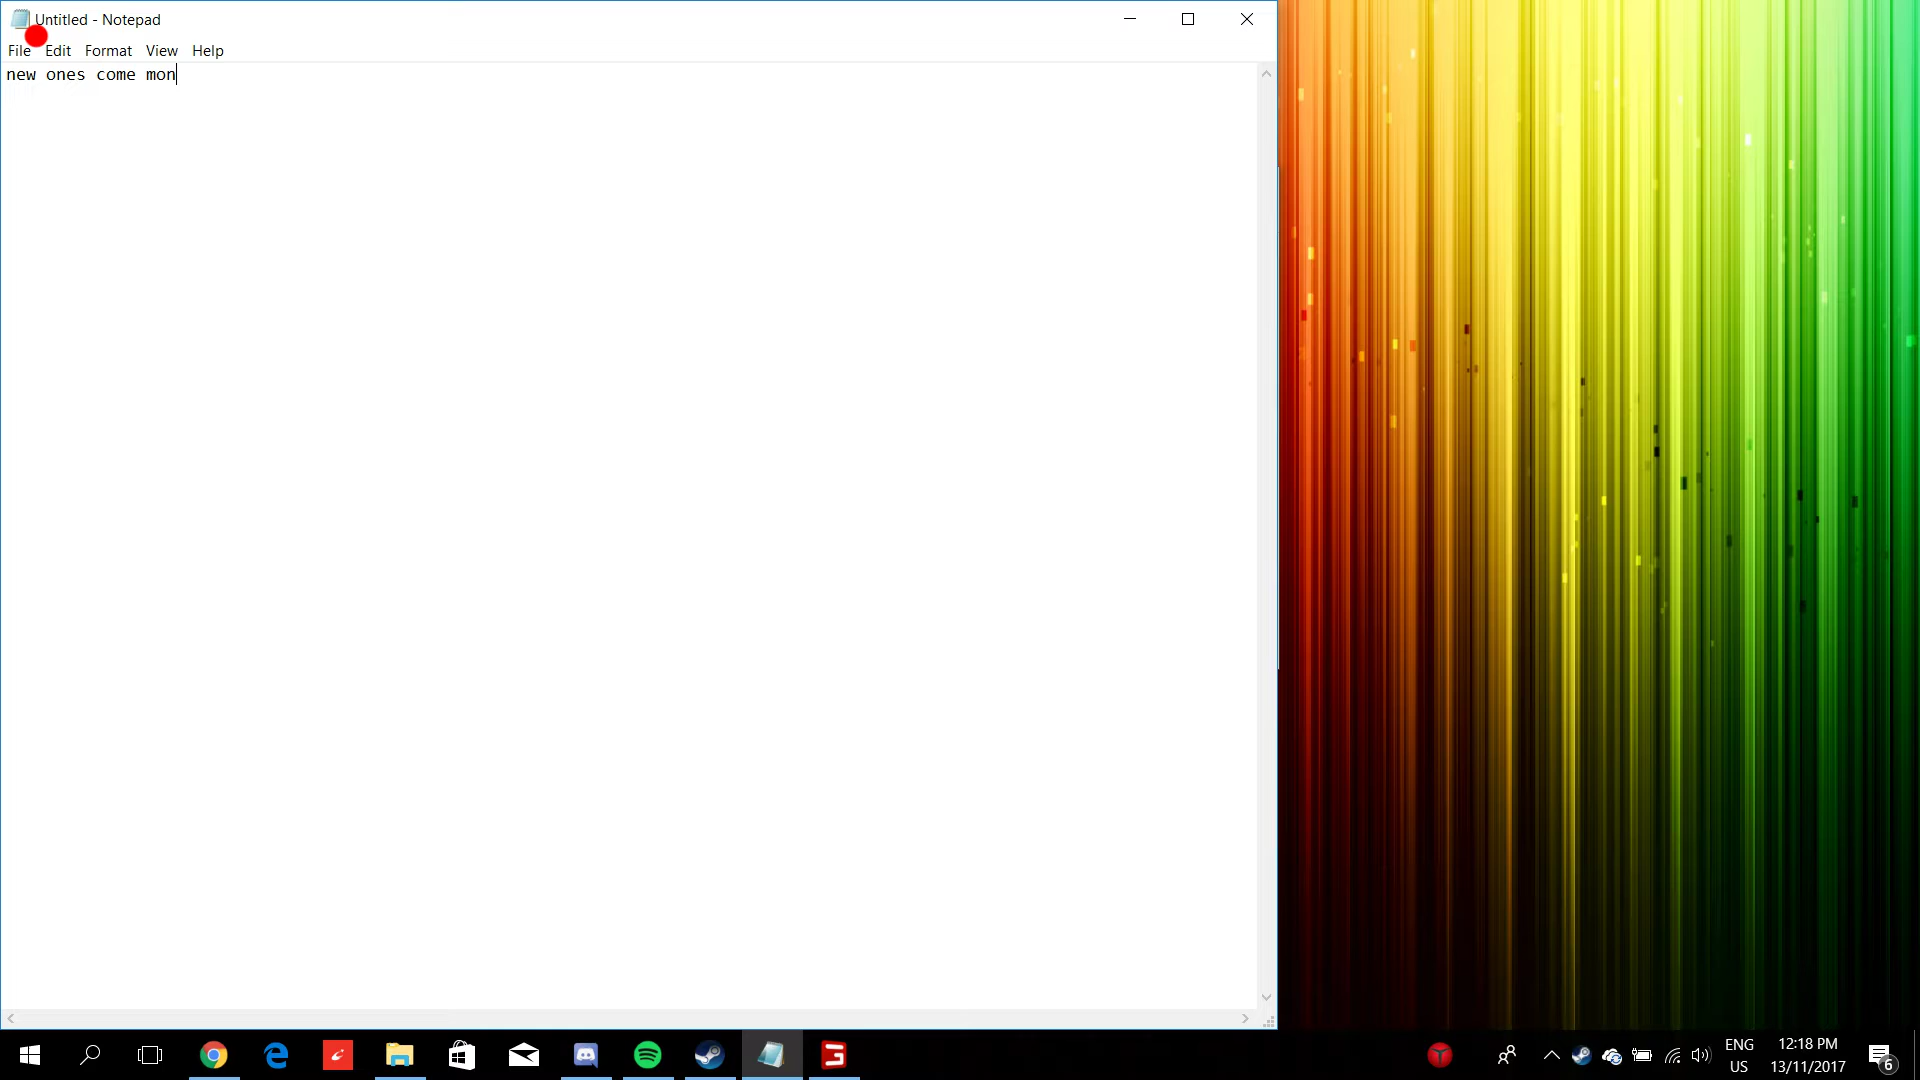 Untitled - Notepad
File Edit Format View Help
new ones come mon
ENG
US
12:18 PM
13/11/2017
6